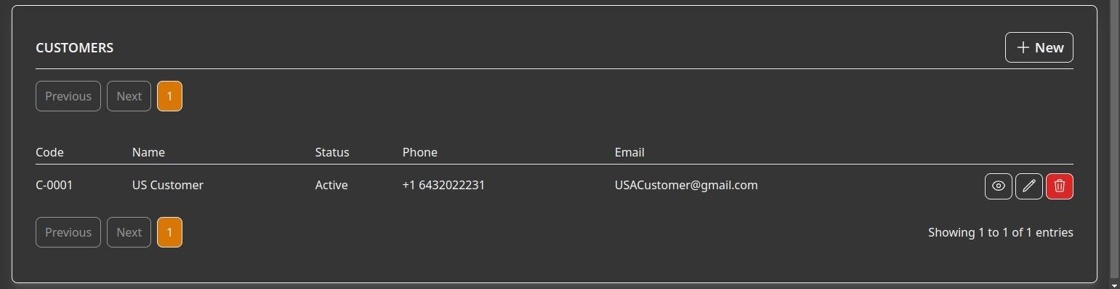 CUSTOMERS
+ New
Previous Next 1
Code Name Status Phone Email
C-0001 US Customer Active +1 6432022231 USACustomer@gmail.com
Previous Next 1 Showing 1 to 1 of 1 entries